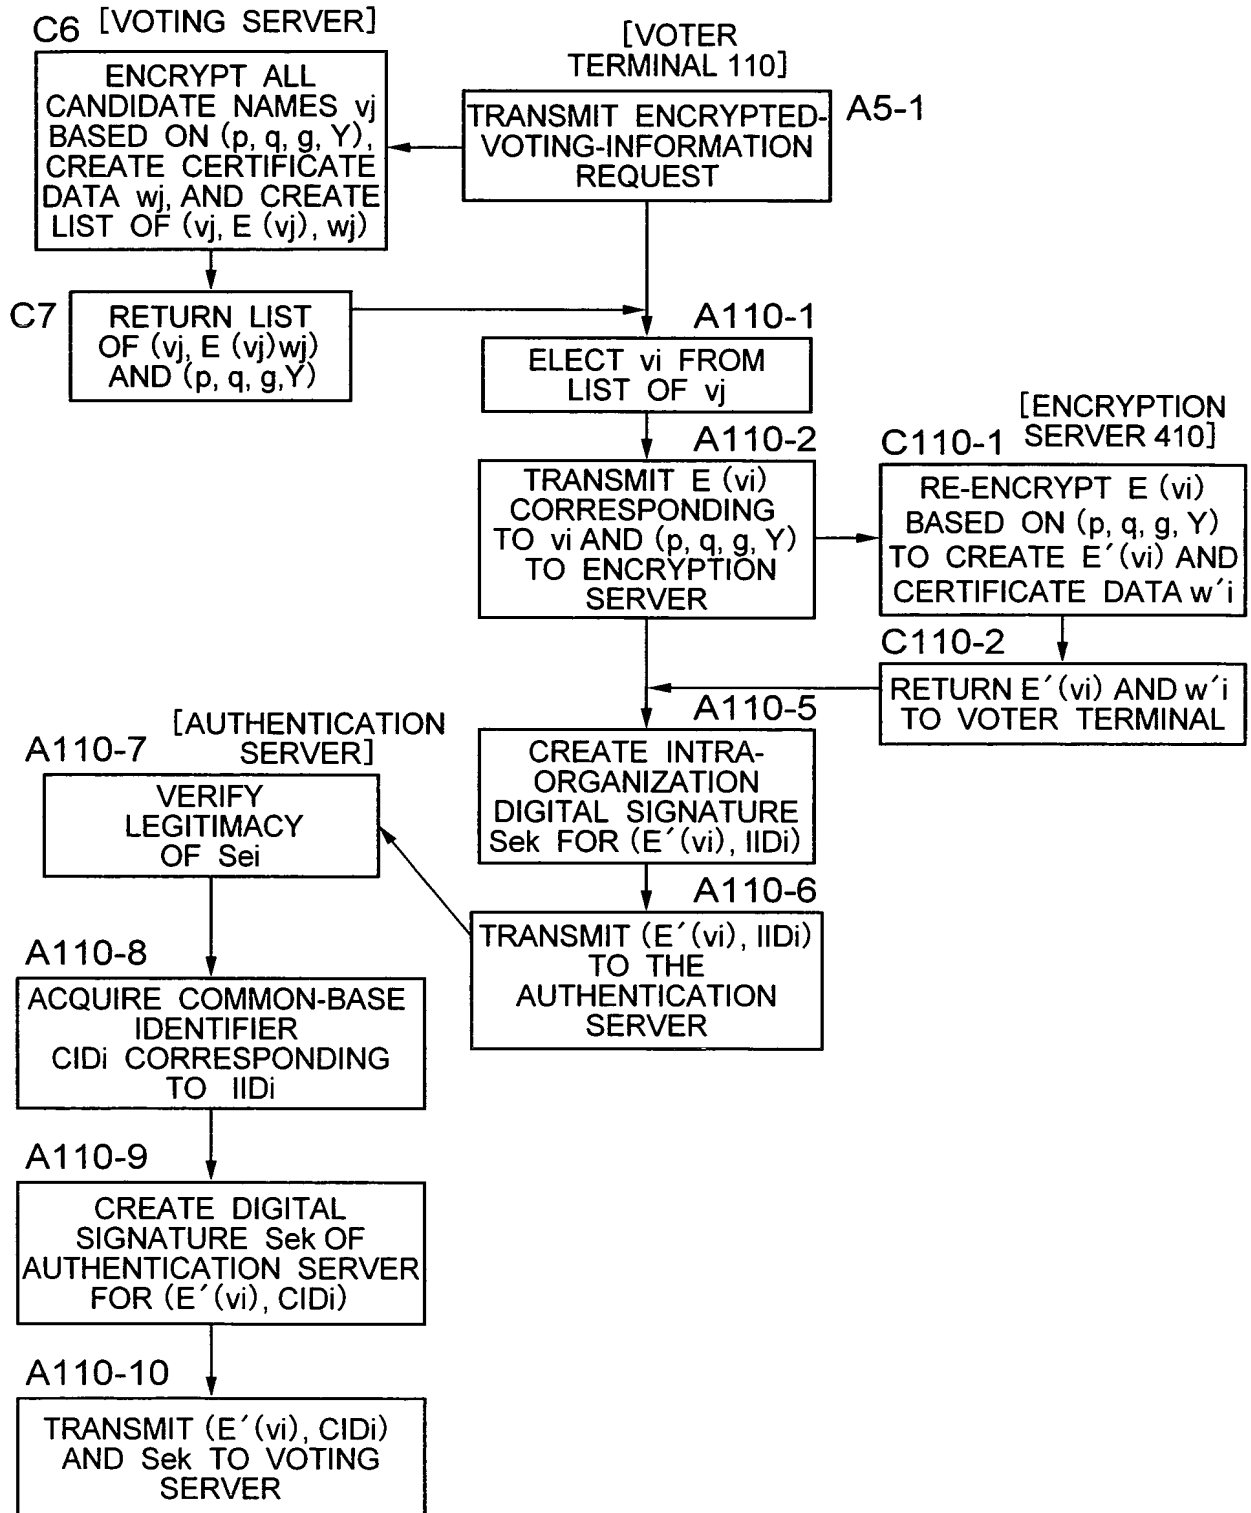 C6 [VOTING SERVER]
ENCRYPT ALL
CANDIDATE NAMES vj
BASED ON (p, q, g, Y),
CREATE CERTIFICATE
DATA wj, AND CREATE
LIST OF (vj, E (vj), wj)
[VOTER
TERMINAL 110]
A5-1
TRANSMIT ENCRYPTED-
VOTING-INFORMATION
REQUEST
C7
RETURN LIST
OF (vj, E (vj)wj)
AND (p, q, g,Y)
A110-1
ELECT vi FROM
LIST OF vj
A110-2
TRANSMIT E (vi)
CORRESPONDING
TO vi AND (p, q, g, Y)
TO ENCRYPTION
SERVER
[ENCRYPTION
SERVER 410]
C110-1
RE-ENCRYPT E (vi)
BASED ON (p, q, g, Y)
TO CREATE E´(vi) AND
CERTIFICATE DATA w´i
C110-2
RETURN E´(vi) AND w´i
TO VOTER TERMINAL
A110-5
CREATE INTRA-
ORGANIZATION
DIGITAL SIGNATURE
Sek FOR (E´(vi), IIDi)
A110-6
TRANSMIT (E´(vi), IIDi)
TO THE
AUTHENTICATION
SERVER
[AUTHENTICATION
SERVER]
A110-7
VERIFY
LEGITIMACY
OF Sei
A110-8
ACQUIRE COMMON-BASE
IDENTIFIER
CIDi CORRESPONDING
TO IIDi
A110-9
CREATE DIGITAL
SIGNATURE Sek OF
AUTHENTICATION SERVER
FOR (E´(vi), CIDi)
A110-10
TRANSMIT (E´(vi), CIDi)
AND Sek TO VOTING
SERVER